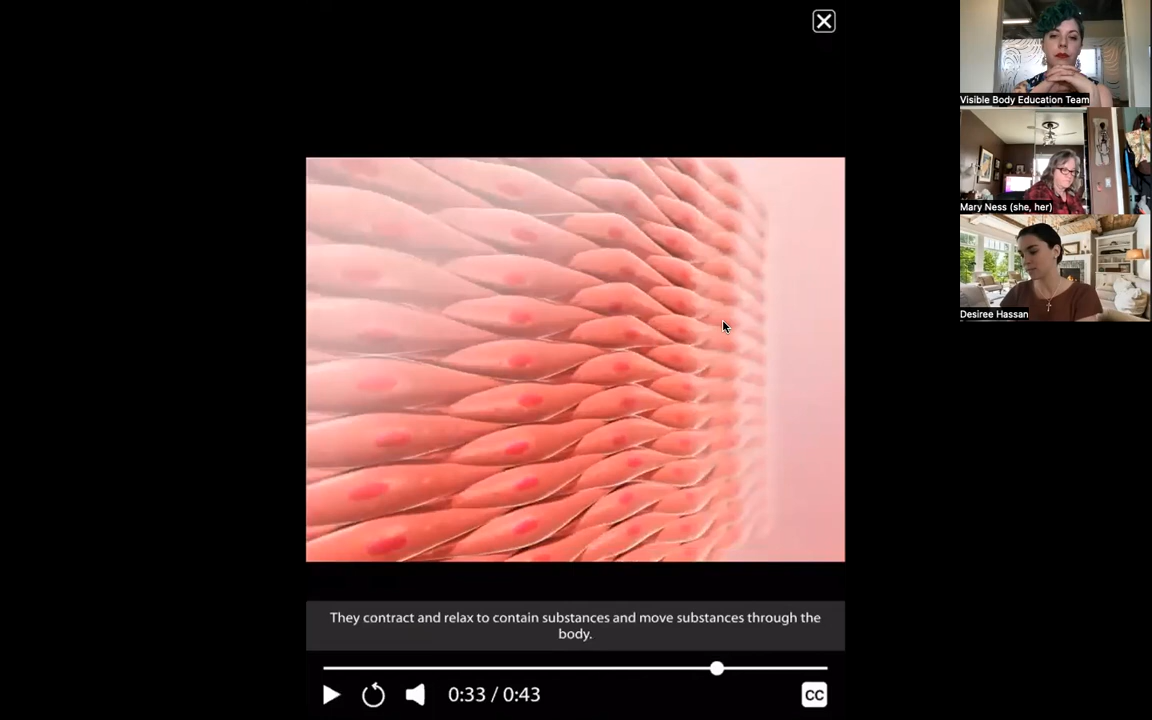 Visible Body Education Team
Mary Ness (she, her)
Desiree Hassan
They contract and relax to contain substances and move substances through the
body.
0:33 / 0:43
CC